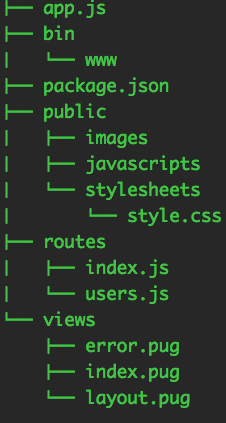 ├── app.js
├── bin
│   └── www
├── package.json
├── public
│   ├── images
│   ├── javascripts
│   └── stylesheets
│       └── style.css
├── routes
│   ├── index.js
│   └── users.js
└── views
    ├── error.pug
    ├── index.pug
    └── layout.pug